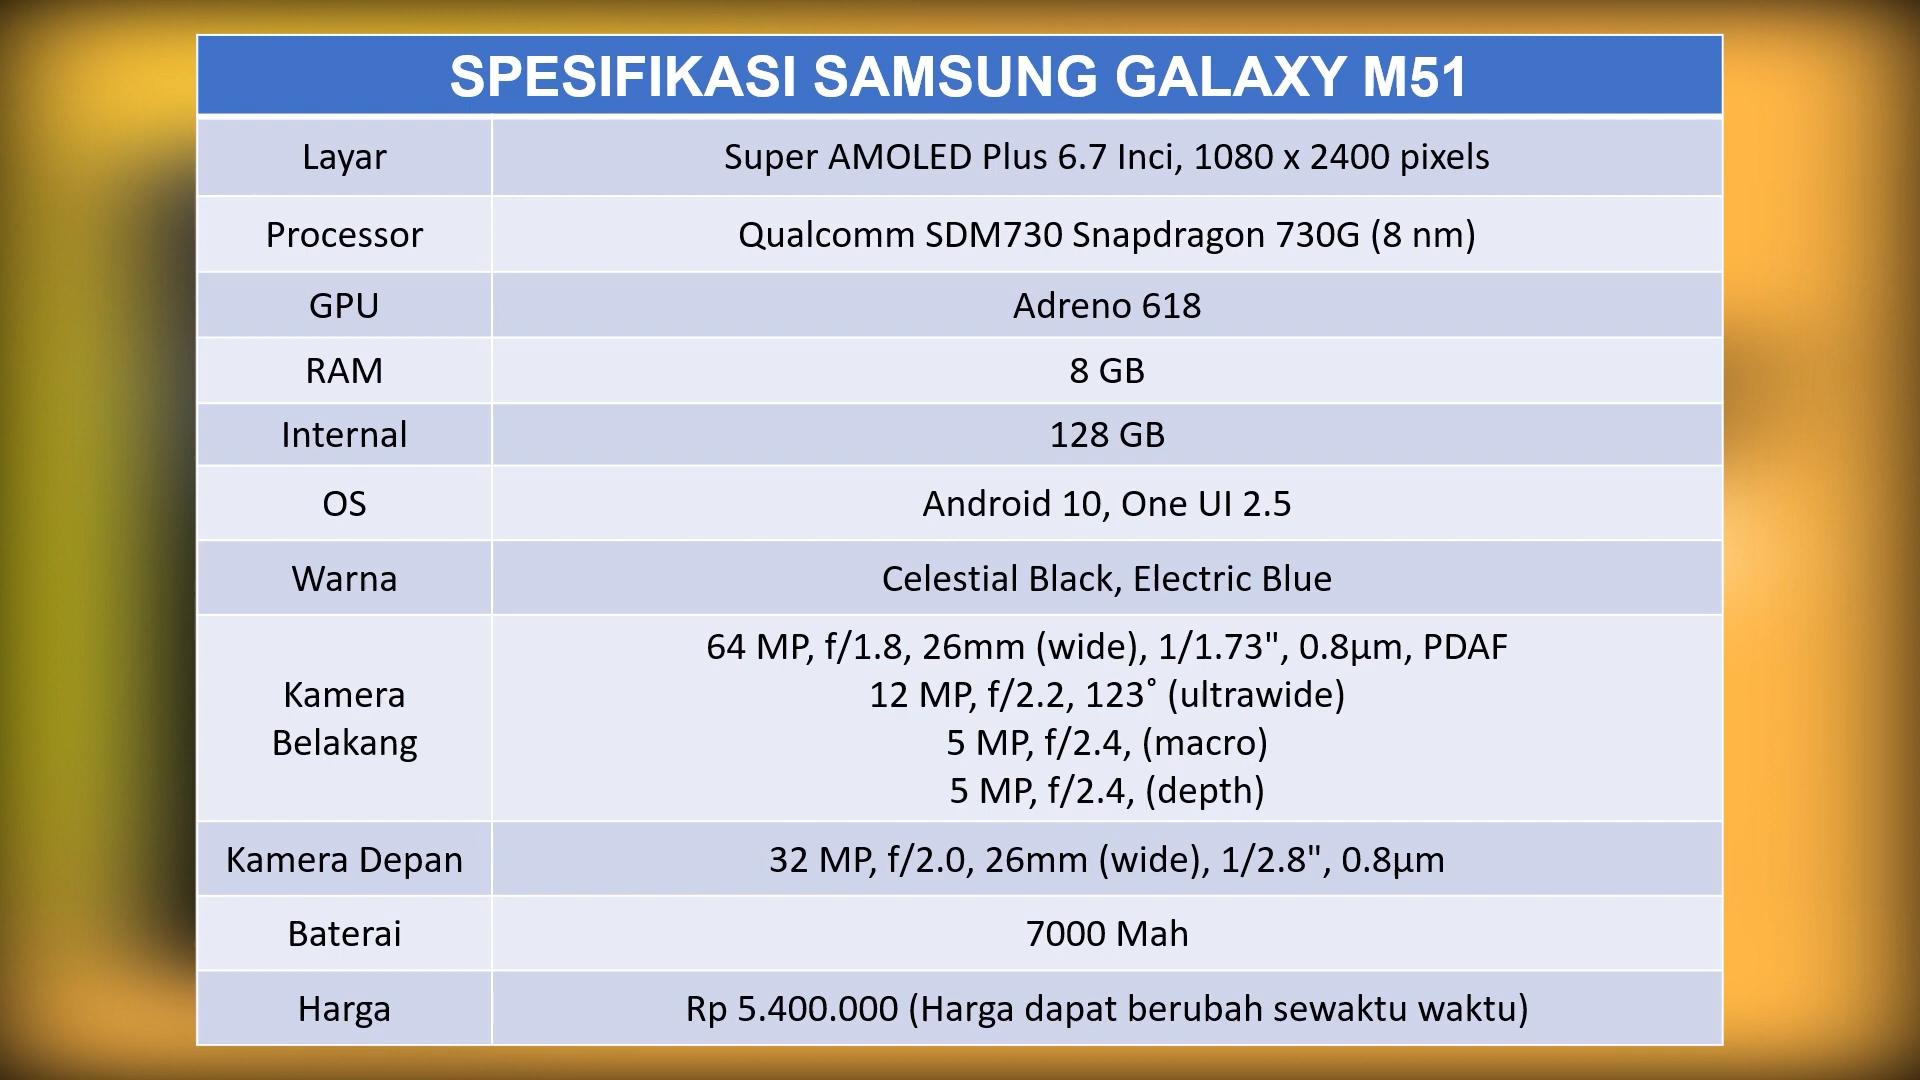 SPESIFIKASI SAMSUNG GALAXY M51
Layar
Super AMOLED Plus 6.7 Inci, 1080 x 2400 pixels
Processor
Qualcomm SDM730 Snapdragon 730G (8 nm)
GPU
Adreno 618
RAM
8 GB
Internal
128 GB
OS
Android 10, One UI 2.5
Warna
Celestial Black, Electric Blue
Kamera
Belakang
64 MP, f/1.8, 26mm (wide), 1/1.73", 0.8µm, PDAF
12 MP, f/2.2, 123˚ (ultrawide)
5 MP, f/2.4, (macro)
5 MP, f/2.4, (depth)
Kamera Depan
32 MP, f/2.0, 26mm (wide), 1/2.8", 0.8µm
Baterai
7000 Mah
Harga
Rp 5.400.000 (Harga dapat berubah sewaktu waktu)